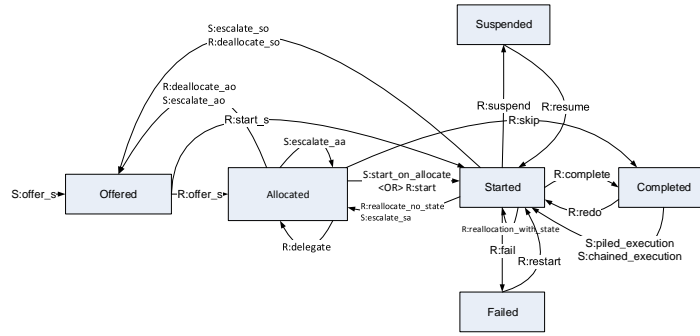 Suspended
S:escalate_so
R:deallocate_so
R:deallocate_ao
S:escalate_ao
R:suspend
R:resume
R:start_s
R:skip
S:escalate_aa
S:offer_s
Offered
R:offer_s
Allocated
S:start_on_allocate
<OR> R:start
Started
R:complete
Completed
R:reallocate_no_state
S:escalate_sa
R:redo
R:delegate
R:reallocation_with_state
R:fail
R:restart
S:piled_execution
S:chained_execution
Failed